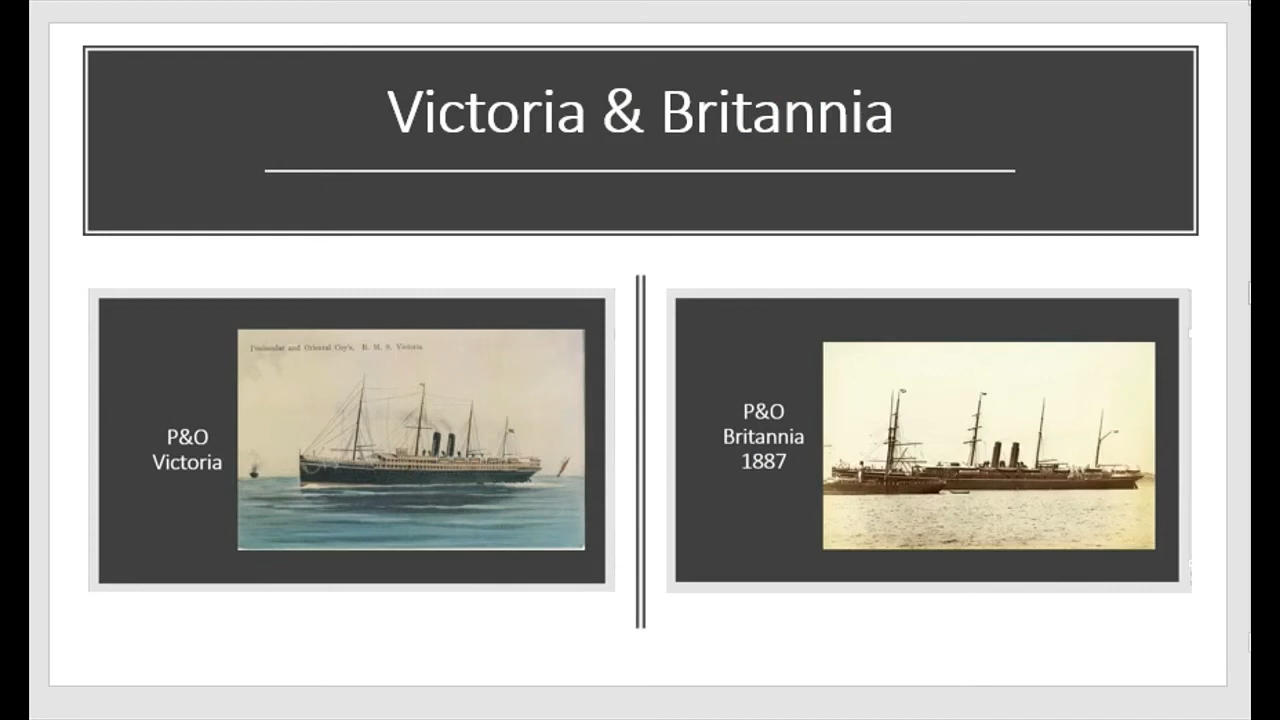 Victoria & Britannia
P&O
Victoria
Peninsular and Oriental Coy's. R. M. S. Victoria
P&O
Britannia
1887